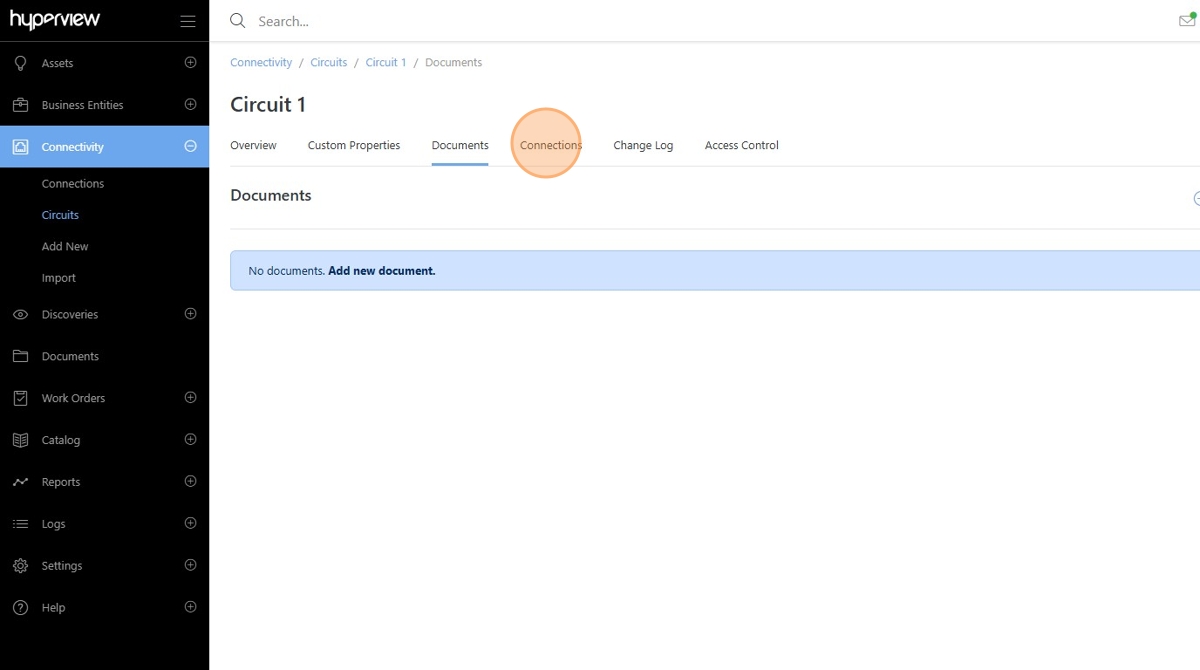 hyperview
Search...
Assets
Business Entities
Connectivity
Connections
Circuits
Add New
Import
Discoveries
Documents
Work Orders
Catalog
Reports
Logs
Settings
Help
Connectivity / Circuits / Circuit 1 / Documents
Circuit 1
Overview Custom Properties Documents Connections Change Log Access Control
Documents
No documents. Add new document.